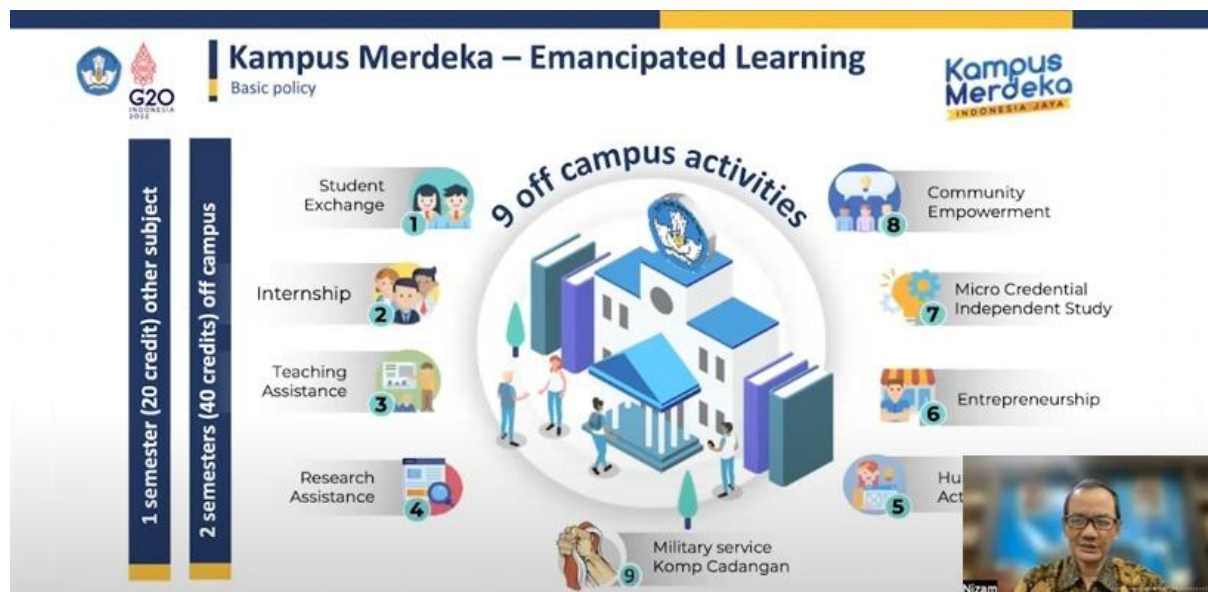 Kampus Merdeka – Emancipated Learning
Basic policy
G20
INDONESIA
2022
Kampus
Merdeka
INDONESIA JAYA
1 semester (20 credit) other subject
2 semesters (40 credits) off campus
9 off campus activities
Student
Exchange
1
Internship
2
Teaching
Assistance
3
Research
Assistance
4
Community
Empowerment
8
Micro Credential
Independent Study
7
Entrepreneurship
6
Hu
Act
5
Military service
Komp Cadangan
9
Nizam